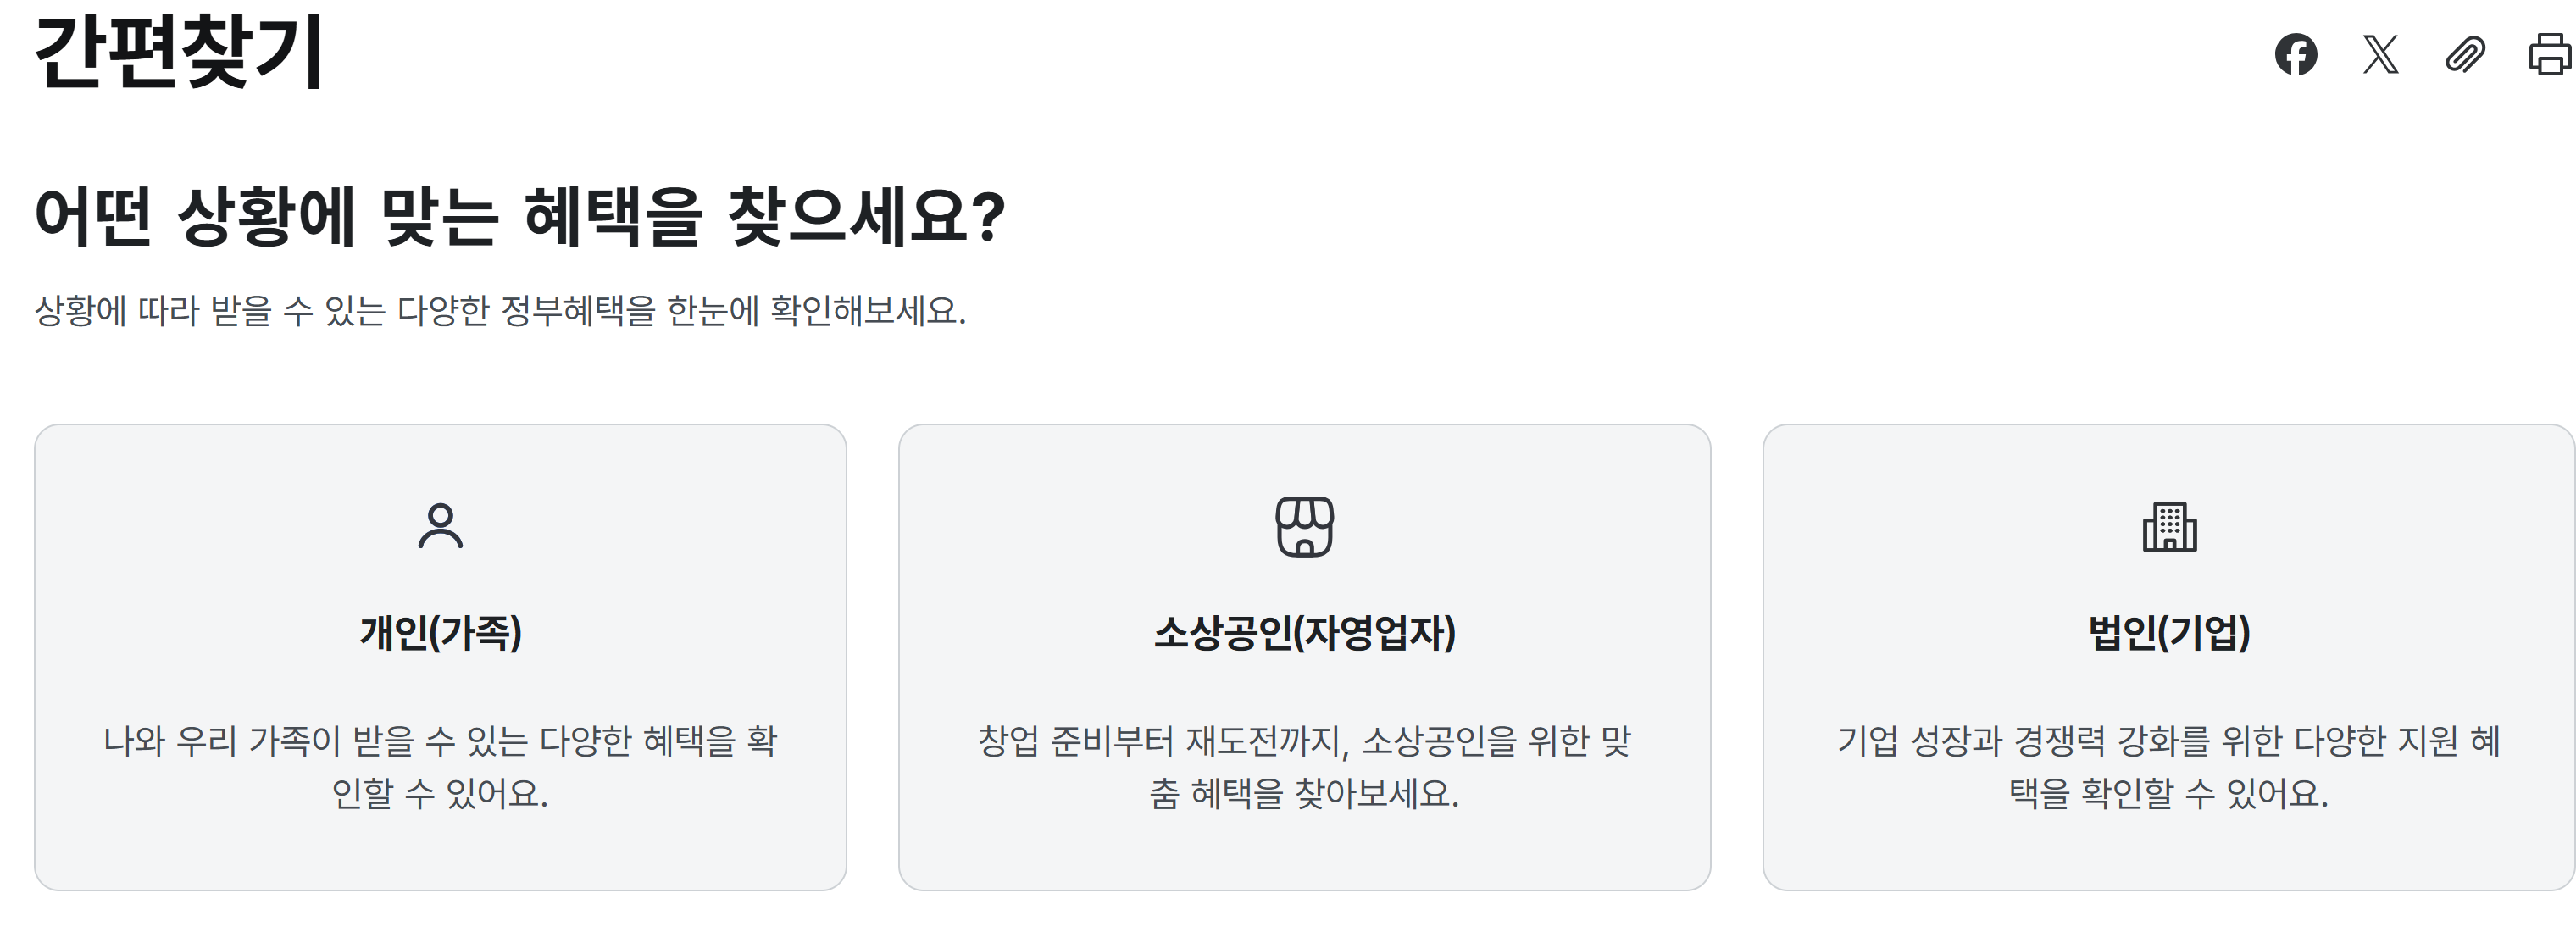 간편찾기
어떤 상황에 맞는 혜택을 찾으세요?
상황에 따라 받을 수 있는 다양한 정부혜택을 한눈에 확인해보세요.
개인(가족)
나와 우리 가족이 받을 수 있는 다양한 혜택을 확
인할 수 있어요.
소상공인(자영업자)
창업 준비부터 재도전까지, 소상공인을 위한 맞
춤 혜택을 찾아보세요.
법인(기업)
기업 성장과 경쟁력 강화를 위한 다양한 지원 혜
택을 확인할 수 있어요.